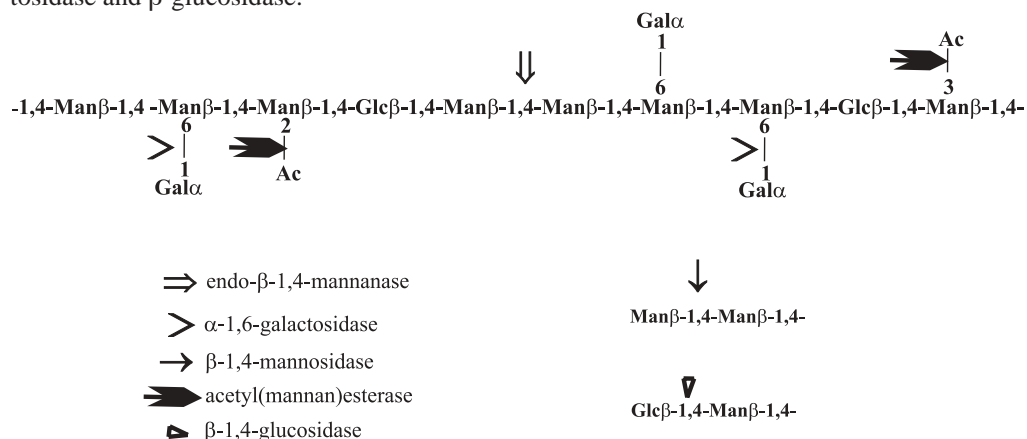 tosidase and β-glucosidase.
Galα
1
6
Ac
3
-1,4-Manβ-1,4 -Manβ-1,4-Manβ-1,4-Glcβ-1,4-Manβ-1,4-Manβ-1,4-Manβ-1,4-Manβ-1,4-Glcβ-1,4-Manβ-1,4-
6
1
Galα
2
Ac
6
1
Galα
endo-β-1,4-mannanase
α-1,6-galactosidase
β-1,4-mannosidase
acetyl(mannan)esterase
β-1,4-glucosidase
Manβ-1,4-Manβ-1,4-
Glcβ-1,4-Manβ-1,4-